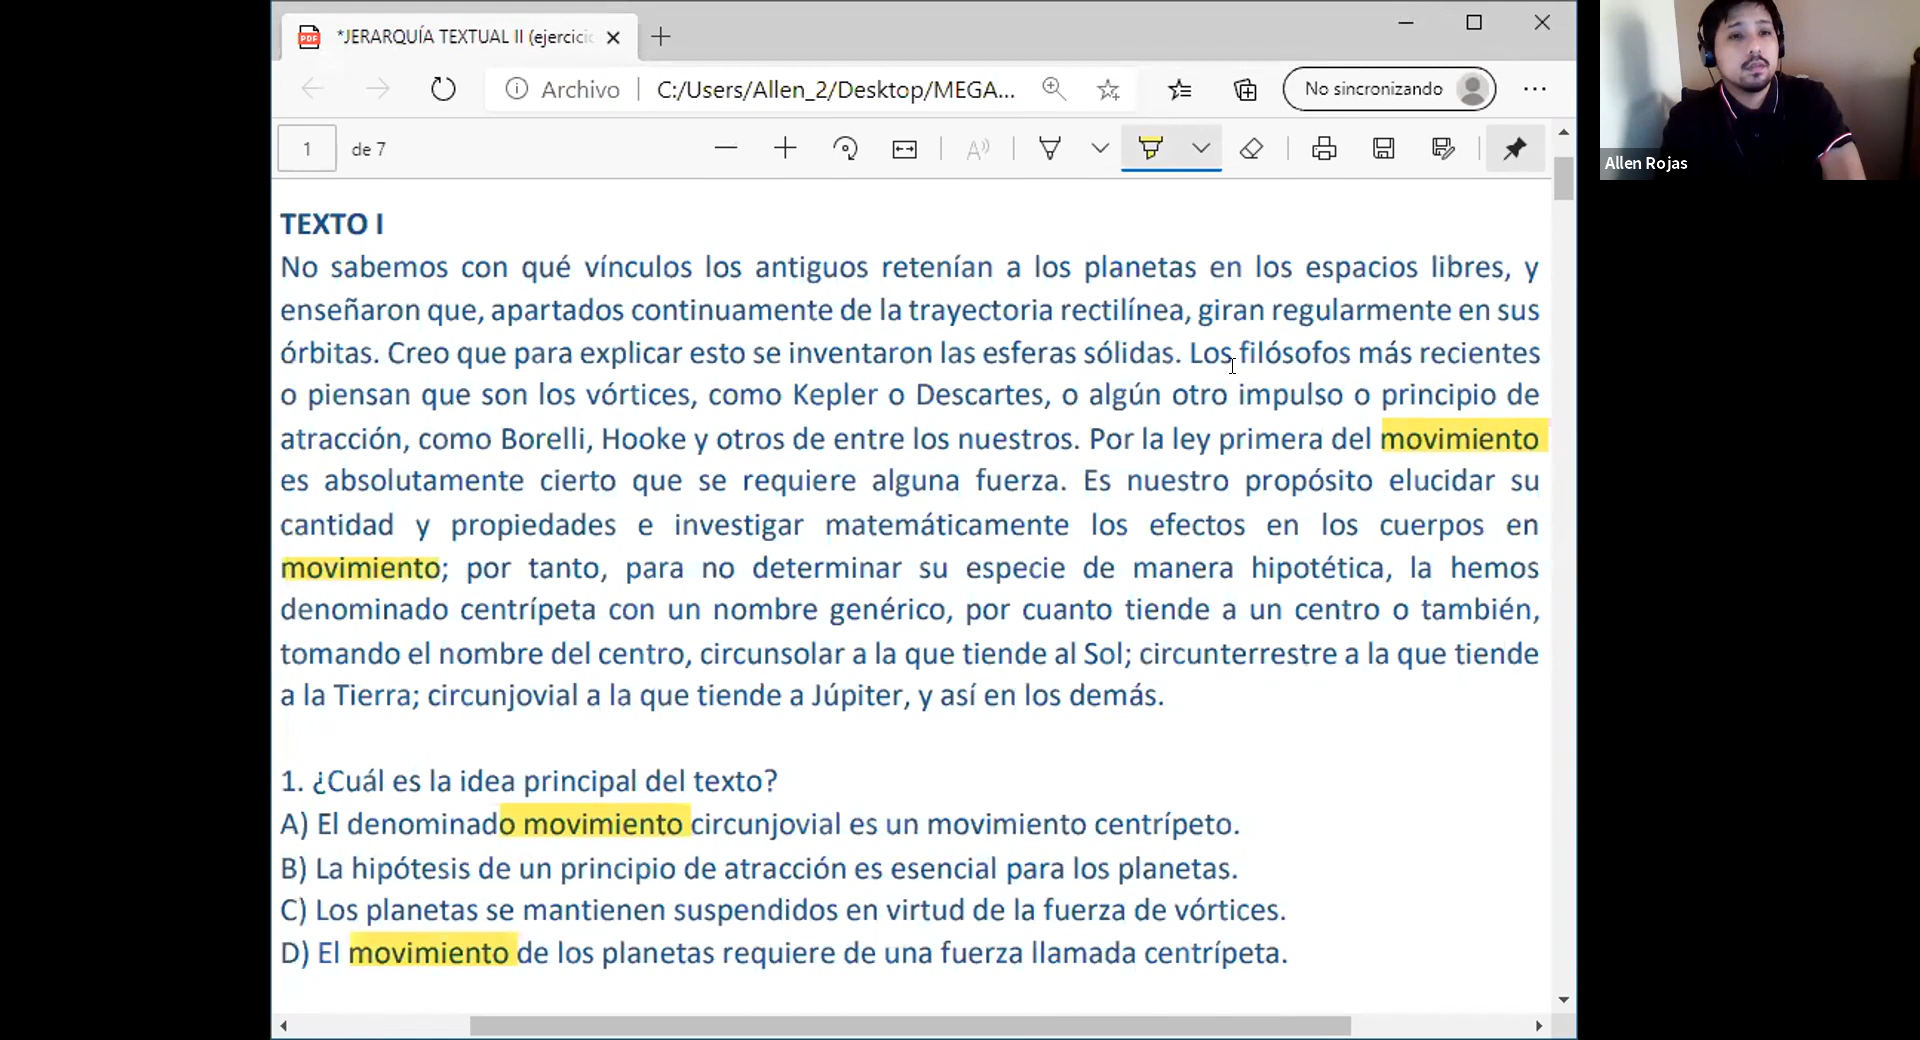 *JERARQUÍA TEXTUAL II (ejercici
Archivo
C:/Users/Allen_2/Desktop/MEGA...
No sincronizando
1 de 7
Allen Rojas
TEXTO I
No sabemos con qué vínculos los antiguos retenían a los planetas en los espacios libres, y
enseñaron que, apartados continuamente de la trayectoria rectilínea, giran regularmente en sus
órbitas. Creo que para explicar esto se inventaron las esferas sólidas. Los filósofos más recientes
o piensan que son los vórtices, como Kepler o Descartes, o algún otro impulso o principio de
atracción, como Borelli, Hooke y otros de entre los nuestros. Por la ley primera del movimiento
es absolutamente cierto que se requiere alguna fuerza. Es nuestro propósito elucidar su
cantidad y propiedades e investigar matemáticamente los efectos en los cuerpos en
movimiento; por tanto, para no determinar su especie de manera hipotética, la hemos
denominado centrípeta con un nombre genérico, por cuanto tiende a un centro o también,
tomando el nombre del centro, circunsolar a la que tiende al Sol; circunterrestre a la que tiende
a la Tierra; circunjovial a la que tiende a Júpiter, y así en los demás.
1. ¿Cuál es la idea principal del texto?
A) El denominado movimiento circunjovial es un movimiento centrípeto.
B) La hipótesis de un principio de atracción es esencial para los planetas.
C) Los planetas se mantienen suspendidos en virtud de la fuerza de vórtices.
D) El movimiento de los planetas requiere de una fuerza llamada centrípeta.